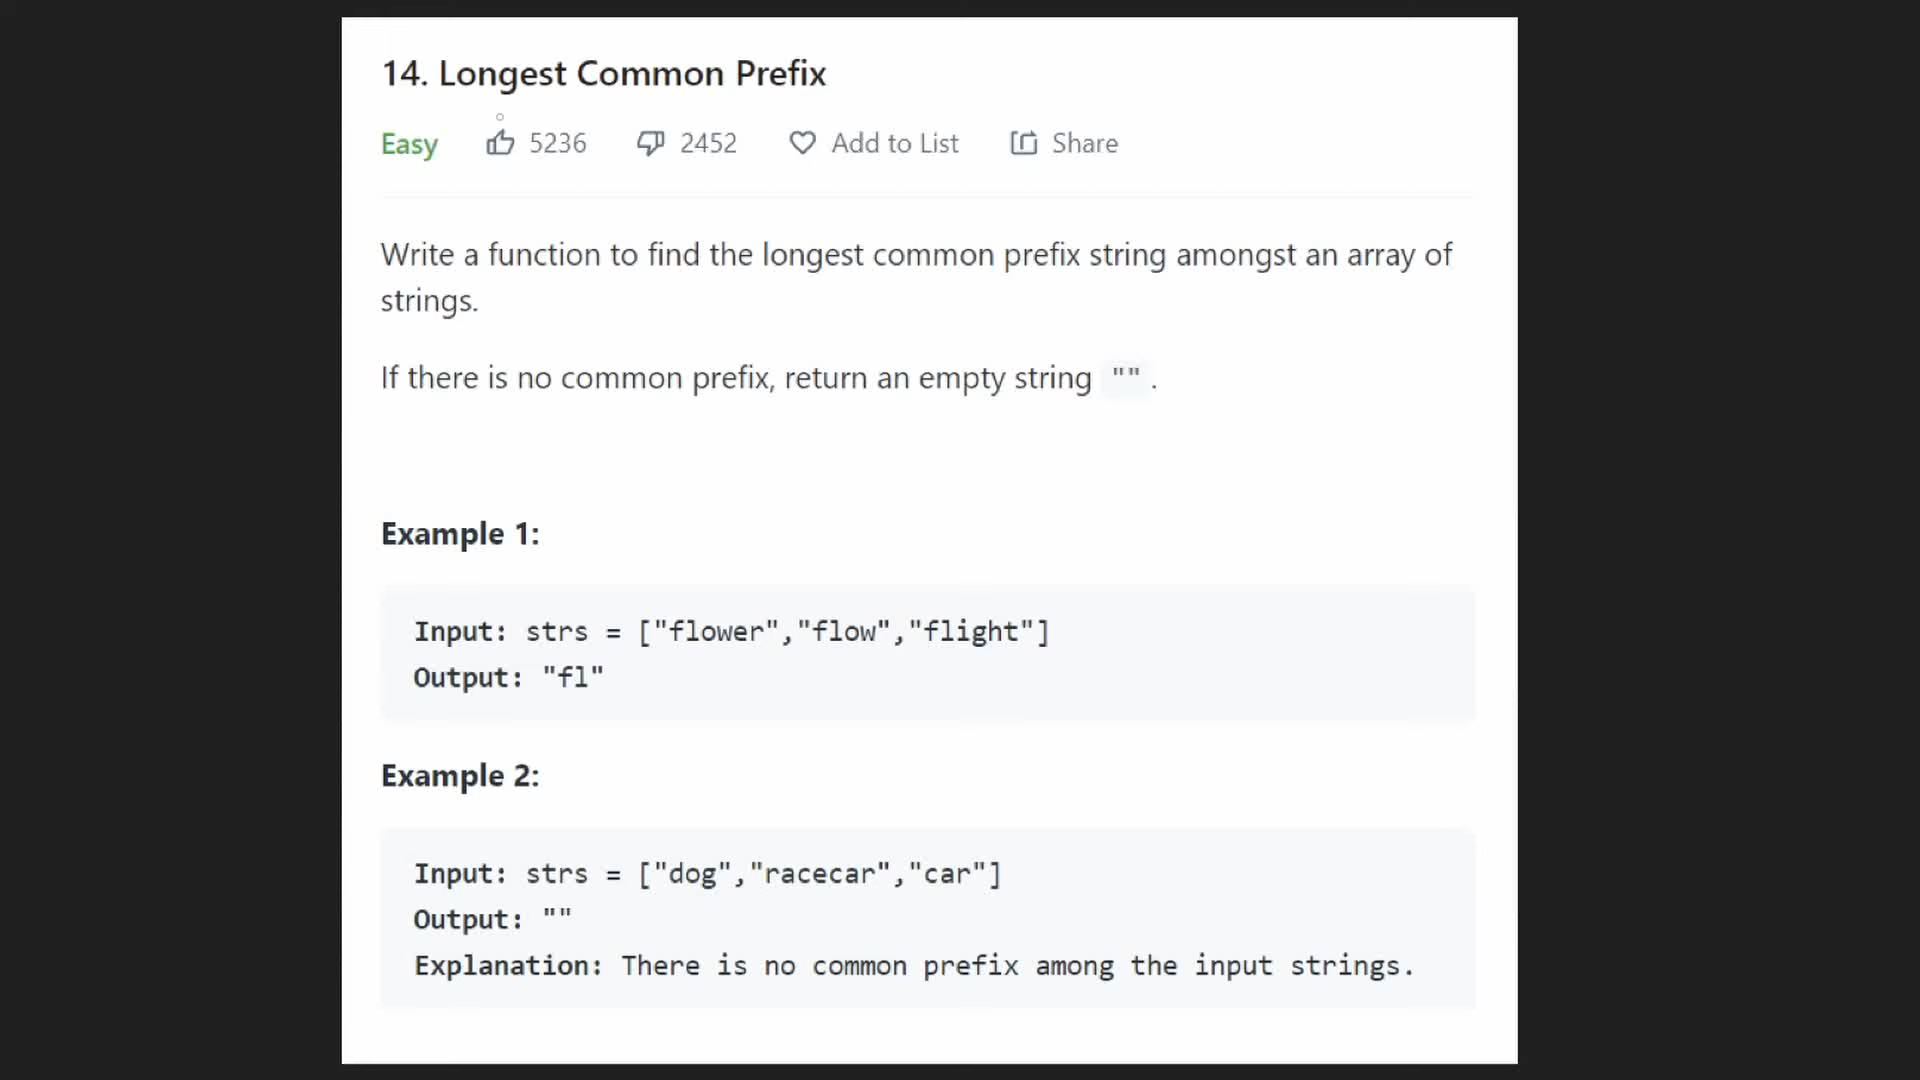 14. Longest Common Prefix
Easy 5236 2452 Add to List Share
Write a function to find the longest common prefix string amongst an array of
strings.
If there is no common prefix, return an empty string "" .
Example 1:
Input: strs = ["flower","flow","flight"]
Output: "fl"
Example 2:
Input: strs = ["dog","racecar","car"]
Output: ""
Explanation: There is no common prefix among the input strings.